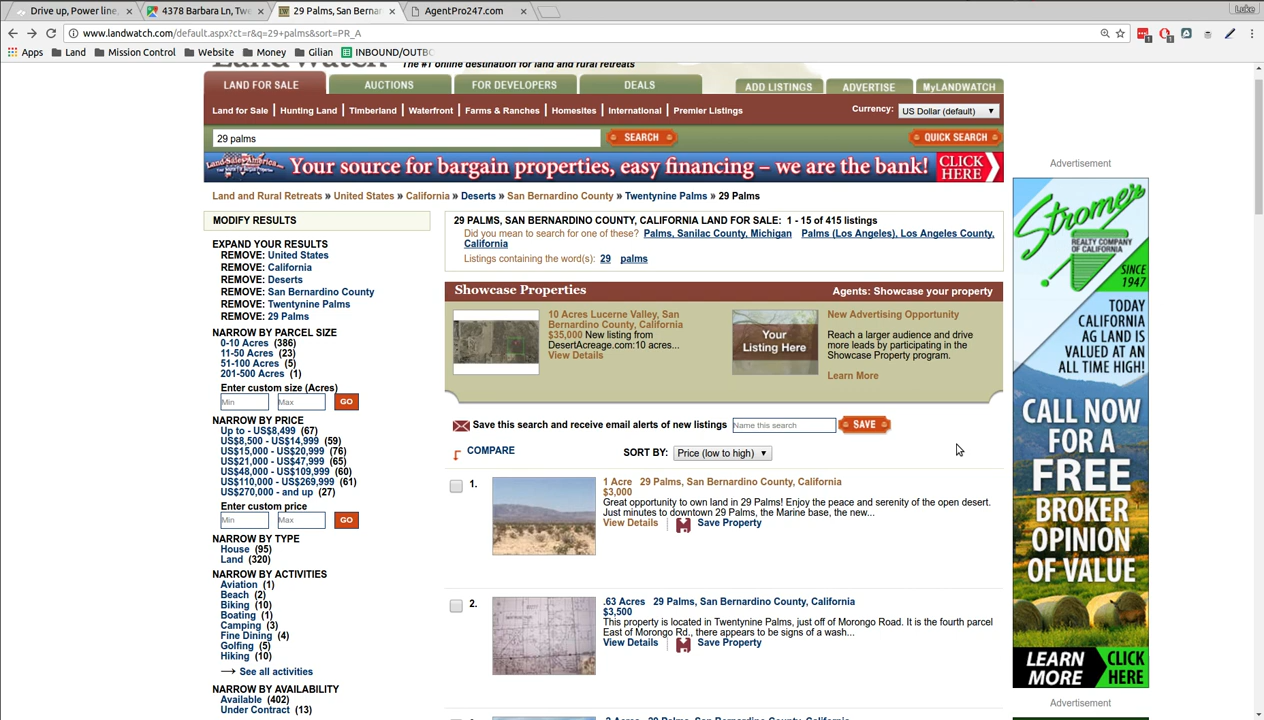 Drive up, Power line, × 4378 Barbara Ln, Twe × 29 Palms, San Bernar × AgentPro247.com × Luke
www.landwatch.com/default.aspx?ct=r&q=29+palms&sort=PR_A
Apps Land Mission Control Website Money Gilian INBOUND/OUTBO
LandWatch The #1 online destination for land and rural retreats
LAND FOR SALE AUCTIONS FOR DEVELOPERS DEALS ADD LISTINGS ADVERTISE MyLANDWATCH
Land for Sale | Hunting Land | Timberland | Waterfront | Farms & Ranches | Homesites | International | Premier Listings Currency: US Dollar (default)
29 palms SEARCH QUICK SEARCH
Your source for bargain properties, easy financing – we are the bank! CLICK HERE
Land and Rural Retreats » United States » California » Deserts » San Bernardino County » Twentynine Palms » 29 Palms
MODIFY RESULTS
EXPAND YOUR RESULTS
REMOVE: United States
REMOVE: California
REMOVE: Deserts
REMOVE: San Bernardino County
REMOVE: Twentynine Palms
REMOVE: 29 Palms
NARROW BY PARCEL SIZE
0-10 Acres (386)
11-50 Acres (23)
51-100 Acres (5)
201-500 Acres (1)
Enter custom size (Acres)
Min Max GO
NARROW BY PRICE
Up to - US$8,499 (67)
US$8,500 - US$14,999 (59)
US$15,000 - US$20,999 (76)
US$21,000 - US$47,999 (65)
US$48,000 - US$109,999 (60)
US$110,000 - US$269,999 (61)
US$270,000 - and up (27)
Enter custom price
Min Max GO
NARROW BY TYPE
House (95)
Land (320)
NARROW BY ACTIVITIES
Aviation (1)
Beach (2)
Biking (10)
Boating (1)
Camping (3)
Fine Dining (4)
Golfing (5)
Hiking (10)
See all activities
NARROW BY AVAILABILITY
Available (402)
Under Contract (13)
29 PALMS, SAN BERNARDINO COUNTY, CALIFORNIA LAND FOR SALE: 1 - 15 of 415 listings
Did you mean to search for one of these? Palms, Sanilac County, Michigan Palms (Los Angeles), Los Angeles County,
California
Listings containing the word(s): 29 palms
Showcase Properties Agents: Showcase your property
10 Acres Lucerne Valley, San
Bernardino County, California
$35,000 New listing from
DesertAcreage.com:10 acres...
View Details
Your
Listing Here
New Advertising Opportunity
Reach a larger audience and drive
more leads by participating in the
Showcase Property program.
Learn More
Save this search and receive email alerts of new listings Name this search SAVE
COMPARE SORT BY: Price (low to high)
1. 1 Acre 29 Palms, San Bernardino County, California
$3,000
Great opportunity to own land in 29 Palms! Enjoy the peace and serenity of the open desert.
Just minutes to downtown 29 Palms, the Marine base, the new...
View Details | Save Property
2. .63 Acres 29 Palms, San Bernardino County, California
$3,500
This property is located in Twentynine Palms, just off of Morongo Road. It is the fourth parcel
East of Morongo Rd., there appears to be signs of a wash...
View Details | Save Property
Advertisement
Stromer
REALTY COMPANY
OF CALIFORNIA
SINCE
1947
TODAY
CALIFORNIA
AG LAND IS
VALUED AT AN
ALL TIME HIGH!
CALL NOW
FOR A
FREE
BROKER
OPINION
OF VALUE
LEARN
MORE
CLICK
HERE
Advertisement